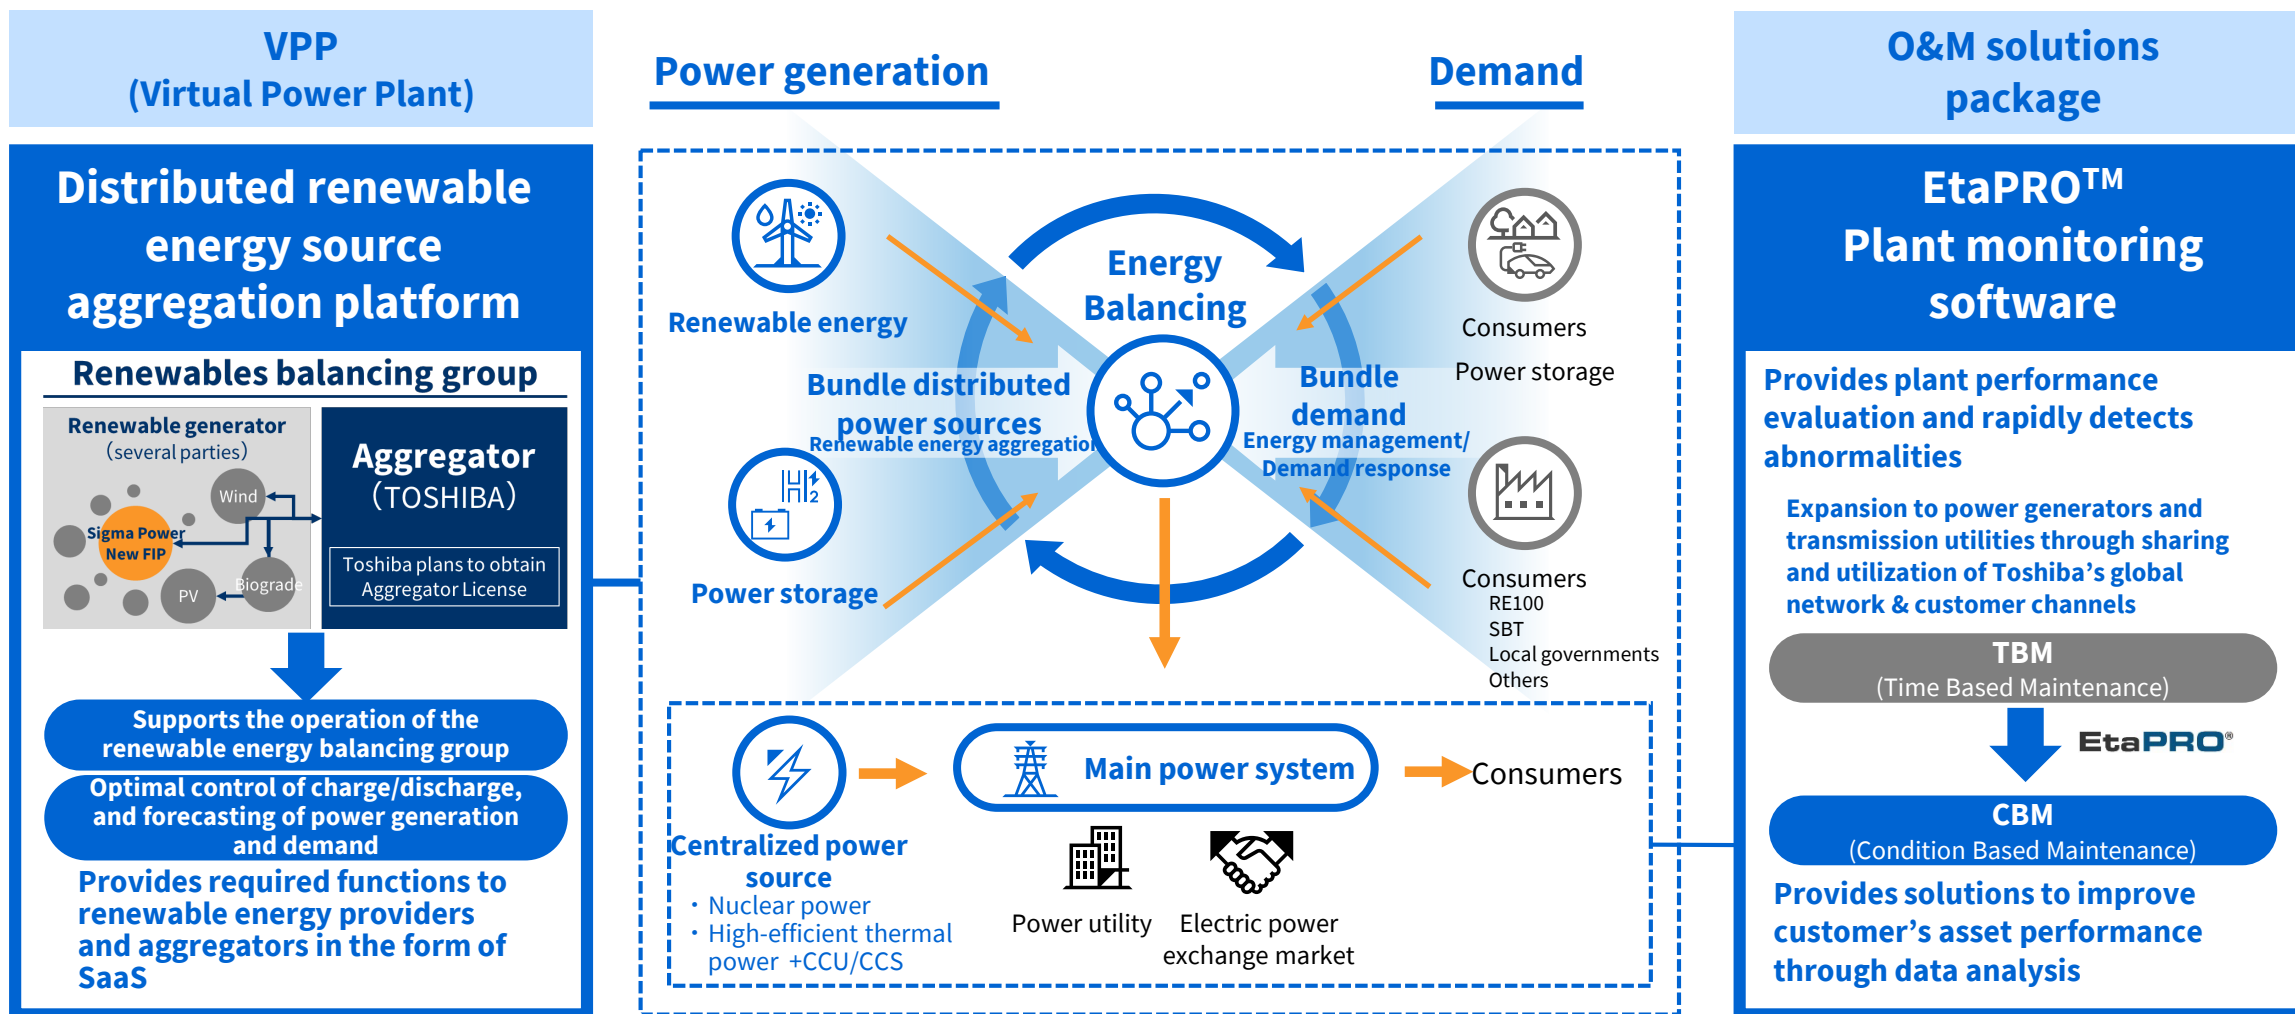 VPP
(Virtual Power Plant)
Distributed renewable
energy source
aggregation platform
Renewables balancing group
Renewable generator
（several parties）
Wind
Sigma Power
New FIP
PV
Biograde
Aggregator
（TOSHIBA）
Toshiba plans to obtain
Aggregator License
Supports the operation of the
renewable energy balancing group
Optimal control of charge/discharge,
and forecasting of power generation
and demand
Provides required functions to
renewable energy providers
and aggregators in the form of
SaaS
Power generation
Demand
Renewable energy
Energy
Balancing
Consumers
Power storage
Bundle distributed
power sources
Renewable energy aggregation
Bundle
demand
Energy management/
Demand response
H2
Power storage
Consumers
RE100
SBT
Local governments
Others
Main power system
Consumers
Centralized power
source
・Nuclear power
・High-efficient thermal
power +CCU/CCS
Power utility
Electric power
exchange market
O&M solutions
package
EtaPRO™
Plant monitoring
software
Provides plant performance
evaluation and rapidly detects
abnormalities
Expansion to power generators and
transmission utilities through sharing
and utilization of Toshiba’s global
network & customer channels
TBM
(Time Based Maintenance)
EtaPRO®
CBM
(Condition Based Maintenance)
Provides solutions to improve
customer’s asset performance
through data analysis